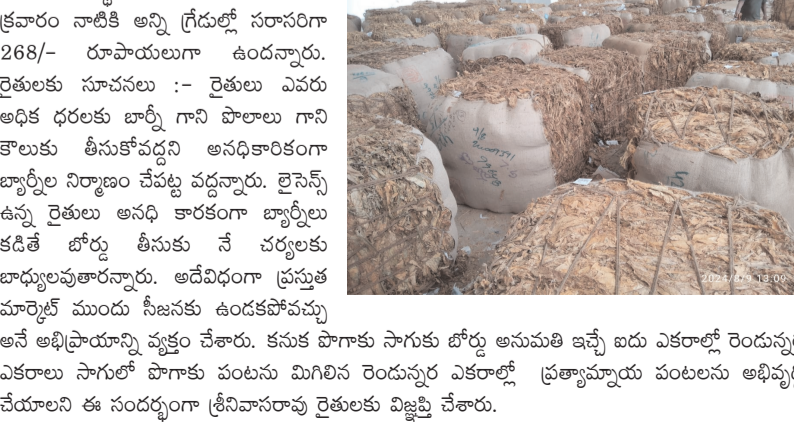 క్రవారం నాటికి అన్ని గ్రేడుల్లో సరాసరిగా
268/- రూపాయలుగా ఉందన్నారు.
రైతులకు సూచనలు :- రైతులు ఎవరు
అధిక ధరలకు బార్నీ గాని పొలాలు గాని
కౌలుకు తీసుకోవద్దని అనధికారికంగా
బ్యార్నీల నిర్మాణం చేపట్ట వద్దన్నారు. లైసెన్స్
ఉన్న రైతులు అనధి కారకంగా బ్యార్నీలు
కడితే బోర్డు తీసుకు నే చర్యలకు
బాధ్యులవుతారన్నారు. అదేవిధంగా ప్రస్తుత
మార్కెట్ ముందు సీజనకు ఉండకపోవచ్చు
అనే అభిప్రాయాన్ని వ్యక్తం చేశారు. కనుక పొగాకు సాగుకు బోర్డు అనుమతి ఇచ్చే ఐదు ఎకరాల్లో రెండున్నర
ఎకరాలు సాగులో పొగాకు పంటను మిగిలిన రెండున్నర ఎకరాల్లో ప్రత్యామ్నాయ పంటలను అభివృద్ధి
చేయాలని ఈ సందర్భంగా శ్రీనివాసరావు రైతులకు విజ్ఞప్తి చేశారు.
2024/8/9 13:09